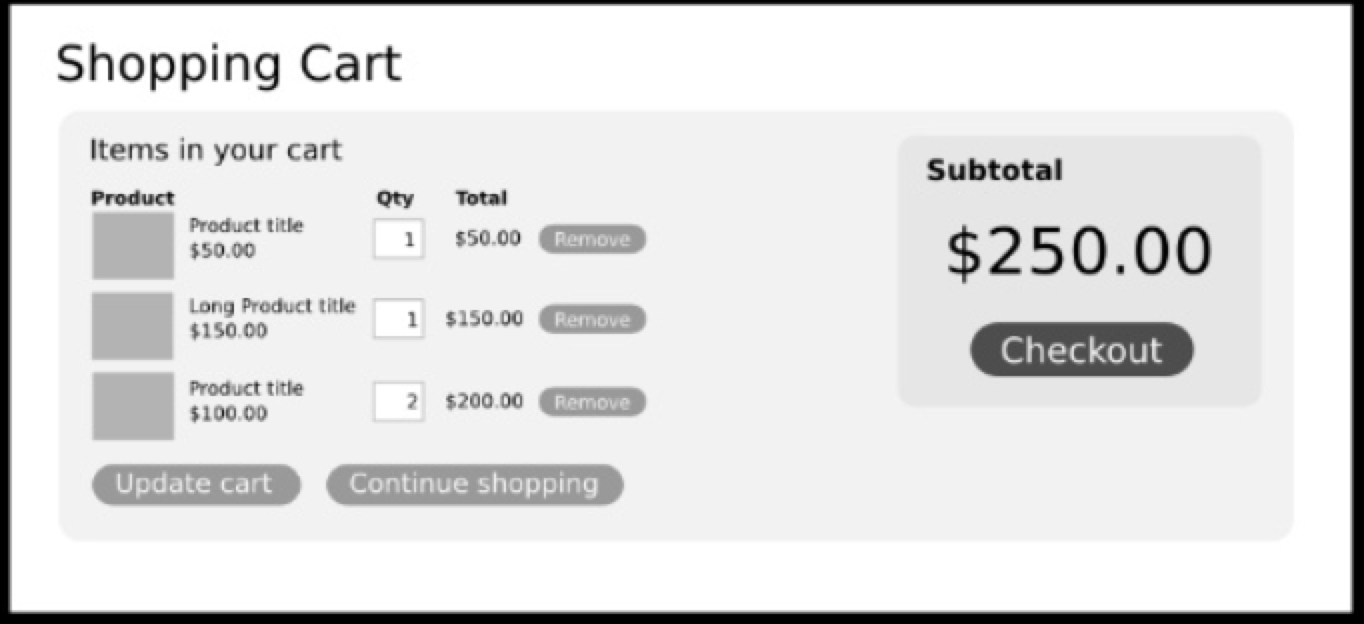 Shopping Cart
Items in your cart
Product Qty Total
Product title
$50.00
1 $50.00 Remove
Long Product title
$150.00
1 $150.00 Remove
Product title
$100.00
2 $200.00 Remove
Update cart Continue shopping
Subtotal
$250.00
Checkout